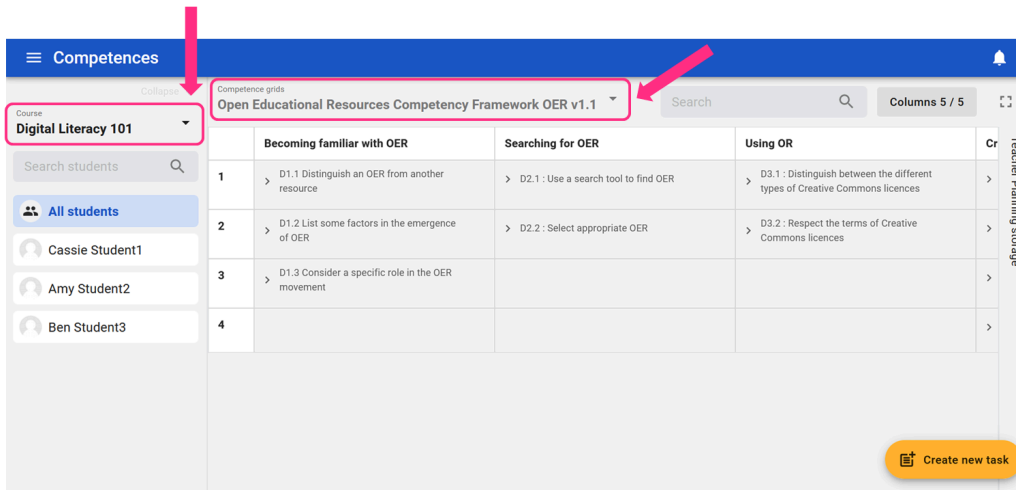 Competences
Collapse
Course
Digital Literacy 101
Competence grids
Open Educational Resources Competency Framework OER v1.1
Search
Columns 5 / 5
Search students
All students
Cassie Student1
Amy Student2
Ben Student3
Becoming familiar with OER
Searching for OER
Using OR
Cr
1
D1.1 Distinguish an OER from another
resource
D2.1 : Use a search tool to find OER
D3.1 : Distinguish between the different
types of Creative Commons licences
2
D1.2 List some factors in the emergence
of OER
D2.2 : Select appropriate OER
D3.2 : Respect the terms of Creative
Commons licences
3
D1.3 Consider a specific role in the OER
movement
4
Teacher Planning storage
Create new task